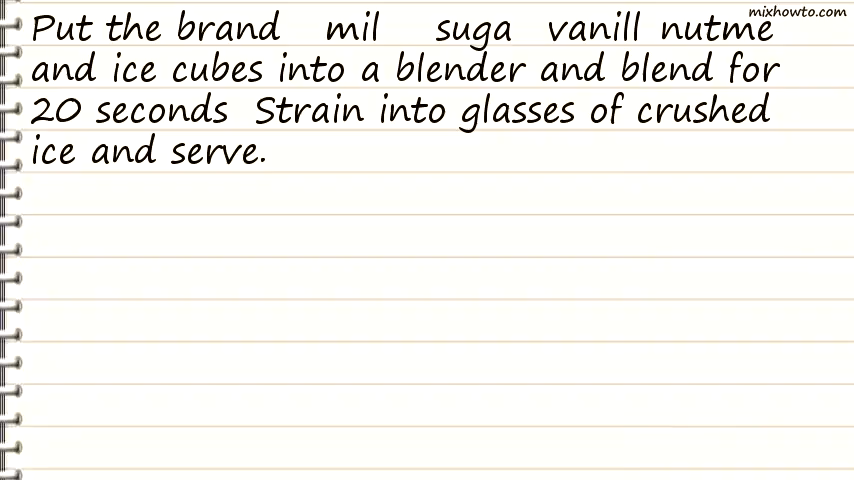 mixhowto.com
Put the brand mil suga vanill nutme
and ice cubes into a blender and blend for
20 seconds Strain into glasses of crushed
ice and serve.